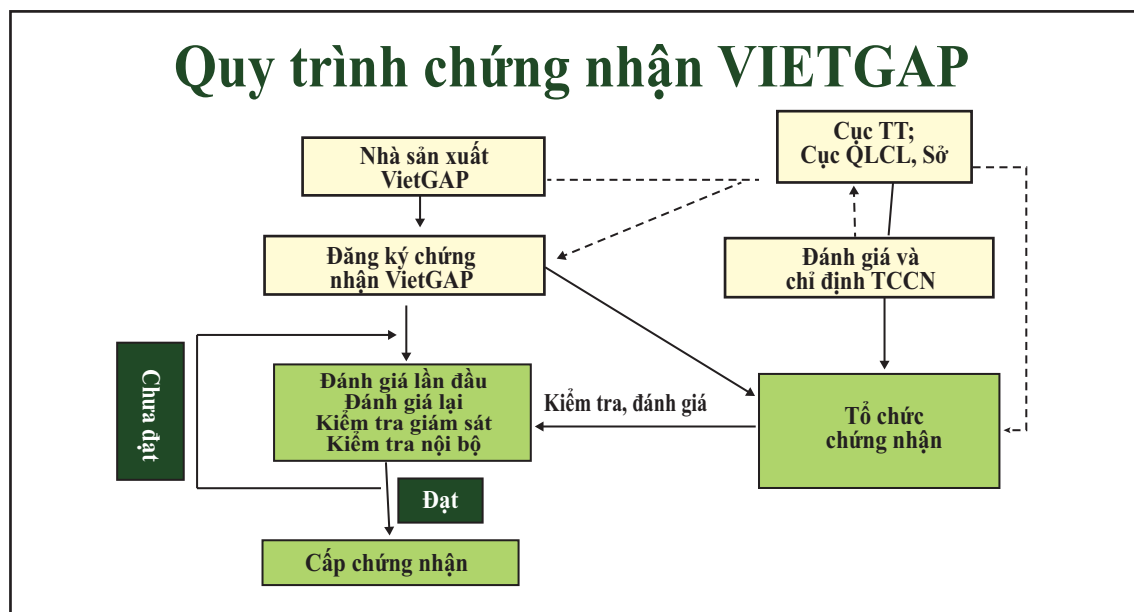 Quy trình chứng nhận VIETGAP
Nhà sản xuất
VietGAP
Cục TT;
Cục QLCL, Sở
Đăng ký chứng
nhận VietGAP
Đánh giá và
chỉ định TCCN
Chưa đạt
Đánh giá lần đầu
Đánh giá lại
Kiểm tra giám sát
Kiểm tra nội bộ
Kiểm tra, đánh giá
Tổ chức
chứng nhận
Đạt
Cấp chứng nhận